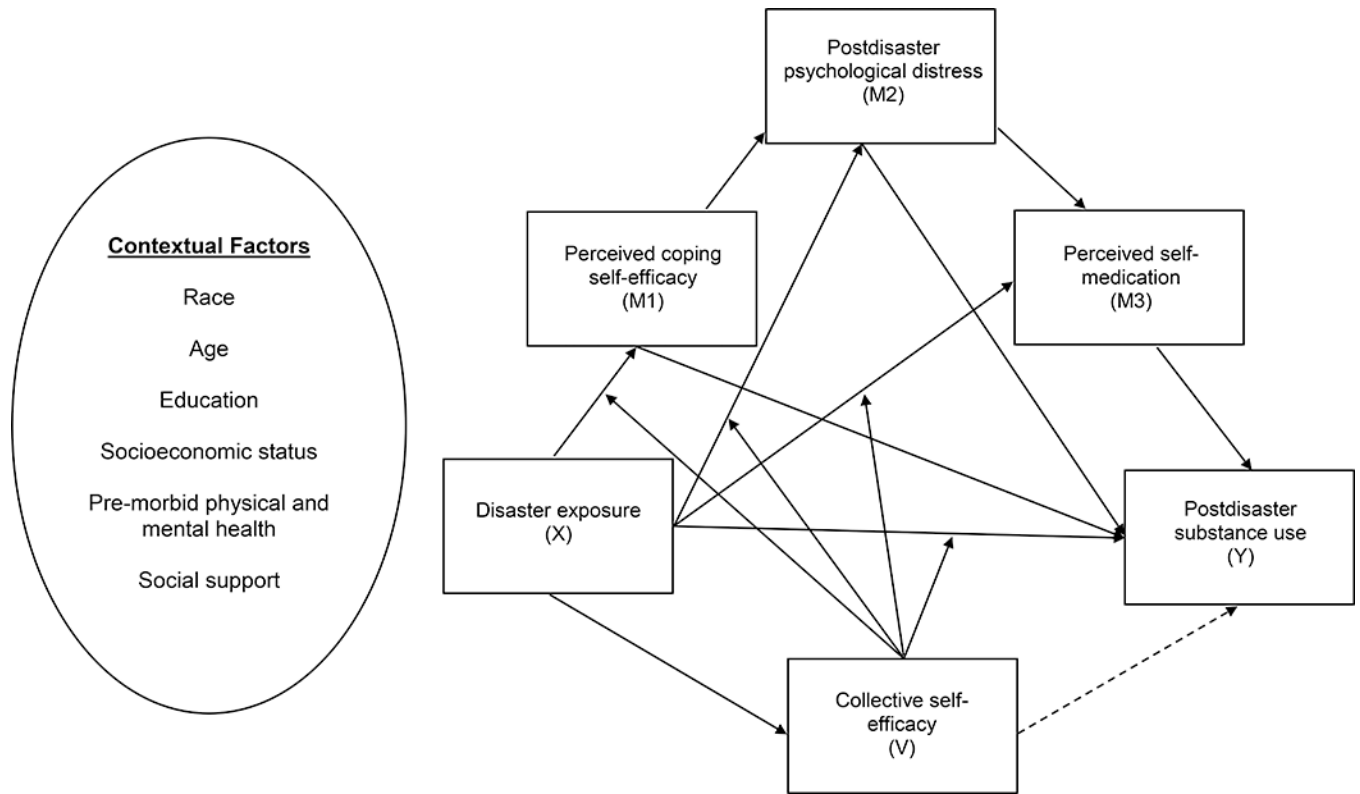 Contextual Factors
Race
Age
Education
Socioeconomic status
Pre-morbid physical and
mental health
Social support
Postdisaster
psychological distress
(M2)
Perceived coping
self-efficacy
(M1)
Perceived self-
medication
(M3)
Disaster exposure
(X)
Postdisaster
substance use
(Y)
Collective self-
efficacy
(V)